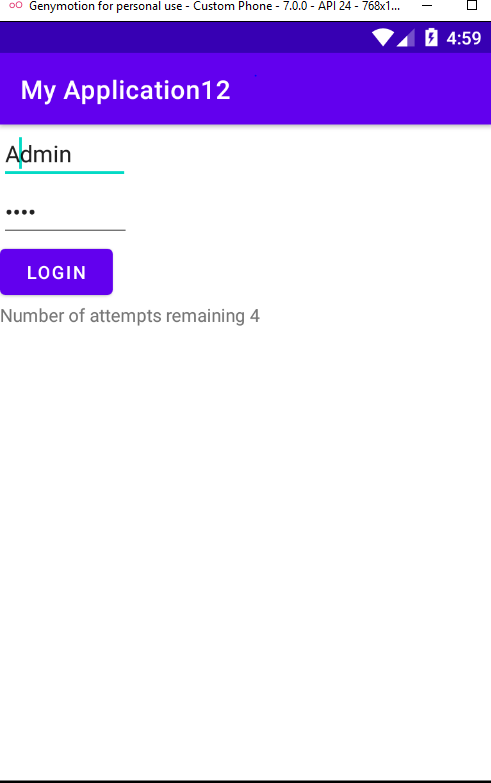 Genymotion for personal use - Custom Phone - 7.0.0 - API 24 - 768x1...
4:59
My Application12
Admin
••••
LOGIN
Number of attempts remaining 4